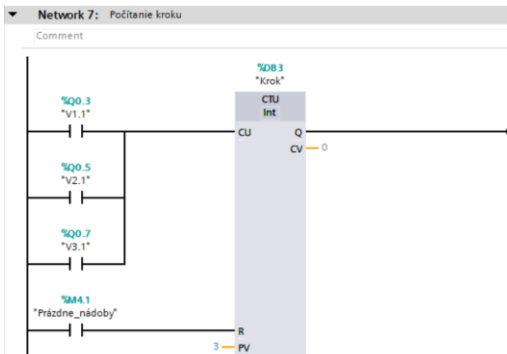 Network 7: Počítanie kroku
Comment
%DB3
"Krok"
%Q0.3
"V1.1"
CTU
Int
CU
Q
CV
0
%Q0.5
"V2.1"
%Q0.7
"V3.1"
%M4.1
"Prázdne_nádoby"
R
3
PV